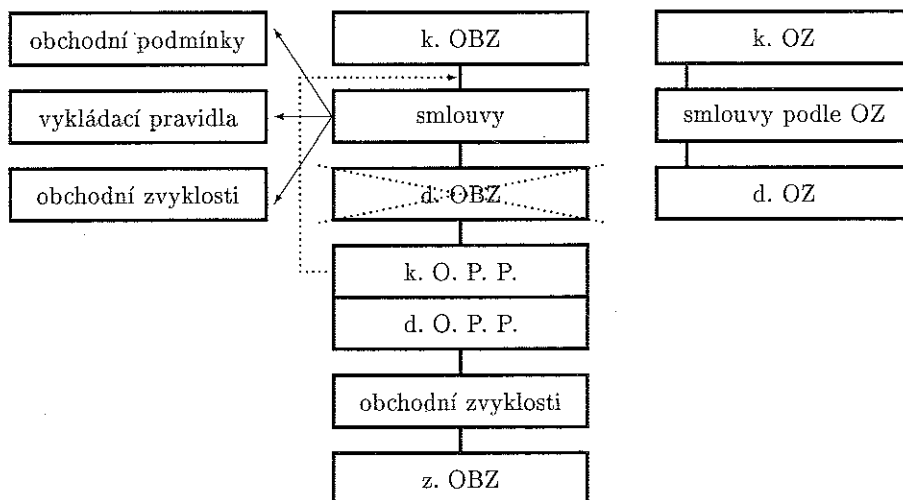 obchodní podmínky
k. OBZ
k. OZ
vykládací pravidla
smlouvy
smlouvy podle OZ
obchodní zvyklosti
d. OBZ
d. OZ
k. O. P. P.
d. O. P. P.
obchodní zvyklosti
z. OBZ